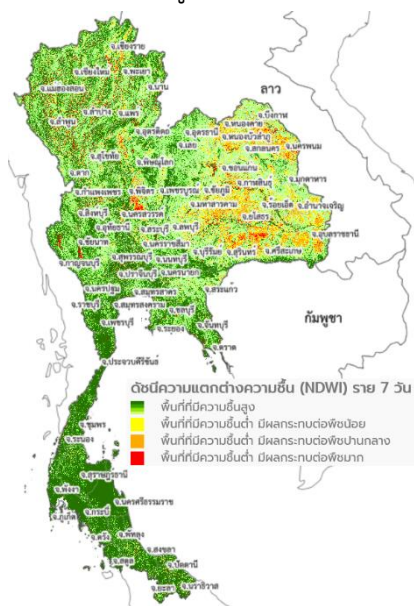 จ.เชียงราย
จ.เชียงใหม่ จ.พะเยา
จ.แม่ฮ่องสอน จ.น่าน
จ.ลำปาง จ.แพร่
จ.ลำพูน
ลาว
จ.บึงกาฬ
จ.หนองคาย
จ.อุตรดิตถ์ จ.อุดรธานี จ.หนองบัวลำภู
จ.เลย จ.สกลนคร จ.นครพนม
จ.สุโขทัย จ.พิษณุโลก จ.ขอนแก่น
จ.ตาก จ.กาฬสินธุ์ จ.มุกดาหาร
จ.กำแพงเพชร จ.พิจิตร จ.เพชรบูรณ์ จ.ชัยภูมิ
จ.มหาสารคาม จ.ร้อยเอ็ด จ.อำนาจเจริญ
จ.สิงห์บุรี จ.นครสวรรค์ จ.ยโสธร
จ.อุทัยธานี จ.สระบุรี จ.ลพบุรี จ.อุบลราชธานี
จ.ชัยนาท จ.นครราชสีมา
จ.สุพรรณบุรี จ.นนทบุรี จ.บุรีรัมย์ จ.สุรินทร์ จ.ศรีสะเกษ
จ.กาญจนบุรี จ.ปราจีนบุรี จ.นครนายก
จ.นครปฐม จ.สมุทรสาคร จ.สระแก้ว
จ.ราชบุรี จ.สมุทรสงคราม จ.ชลบุรี
กัมพูชา
จ.เพชรบุรี จ.ระยอง จ.จันทบุรี
จ.ตราด
จ.ประจวบคีรีขันธ์
ดัชนีความแตกต่างความชื้น (NDWI) ราย 7 วัน
พื้นที่ที่มีความชื้นสูง
พื้นที่ที่มีความชื้นต่ำ มีผลกระทบต่อพืชน้อย
พื้นที่ที่มีความชื้นต่ำ มีผลกระทบต่อพืชปานกลาง
พื้นที่ที่มีความชื้นต่ำ มีผลกระทบต่อพืชมาก
จ.ชุมพร
จ.ระนอง
จ.สุราษฎร์ธานี
จ.พังงา จ.นครศรีธรรมราช
จ.ภูเก็ต จ.กระบี่
จ.ตรัง จ.พัทลุง
จ.สตูล จ.สงขลา
จ.ปัตตานี
จ.ยะลา จ.นราธิวาส